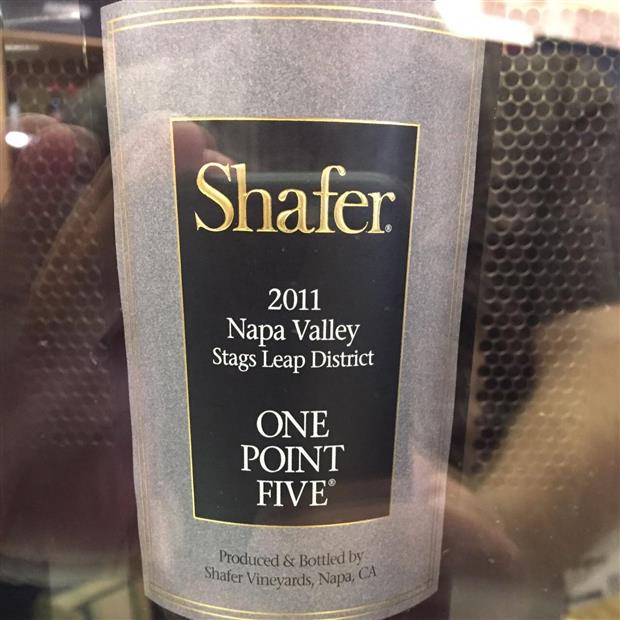 Shafer®
2011
Napa Valley
Stags Leap District
ONE
POINT
FIVE®
Produced & Bottled by
Shafer Vineyards, Napa, CA